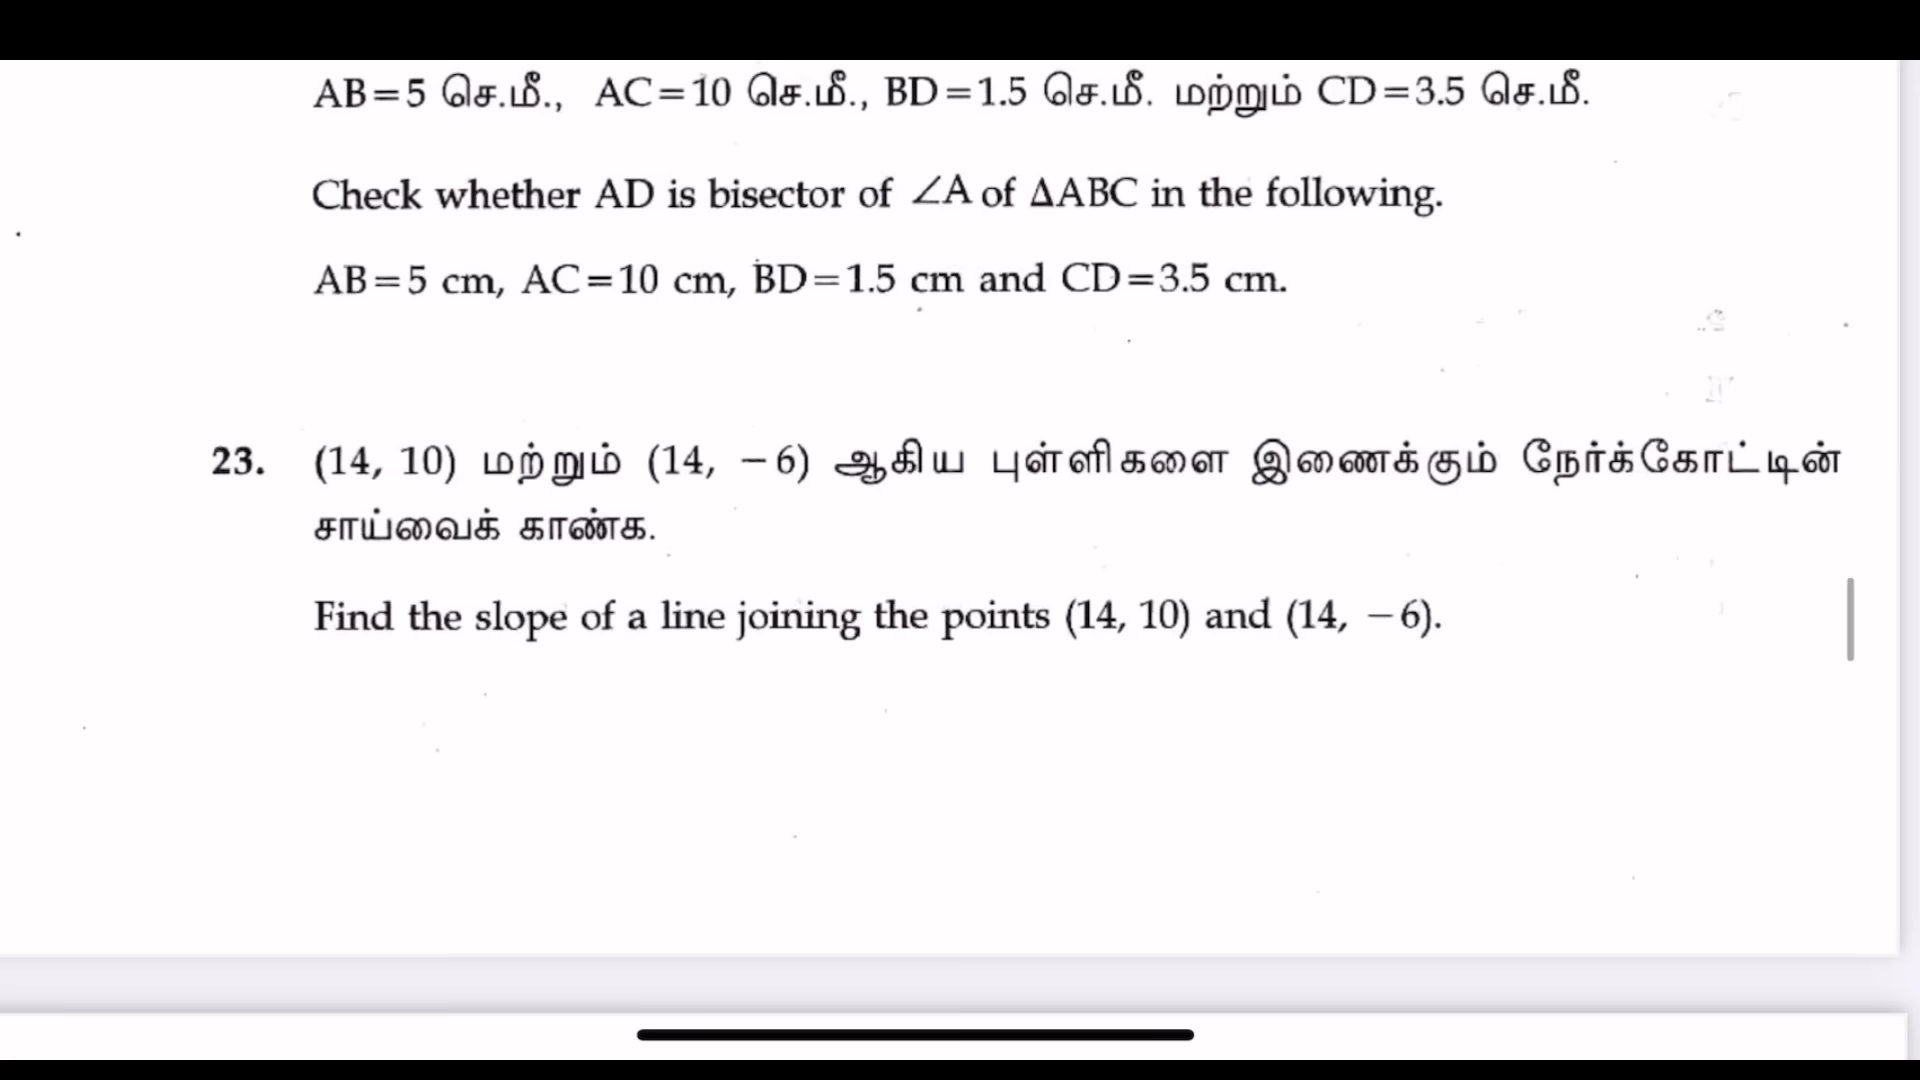 AB=5 செ.மீ., AC=10 செ.மீ., BD=1.5 செ.மீ. மற்றும் CD=3.5 செ.மீ.
Check whether AD is bisector of ∠A of ΔABC in the following.
AB=5 cm, AC=10 cm, BD=1.5 cm and CD=3.5 cm.
23. (14, 10) மற்றும் (14, −6) ஆகிய புள்ளிகளை இணைக்கும் நேர்க்கோட்டின்
சாய்வைக் காண்க.
Find the slope of a line joining the points (14, 10) and (14, −6).